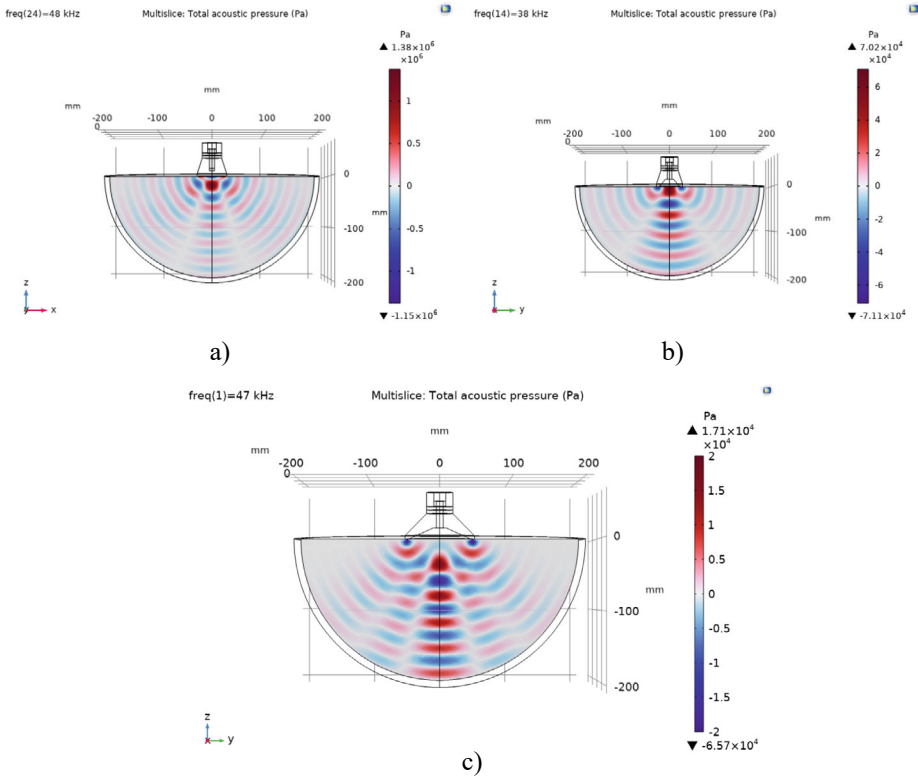 freq(24)=48 kHz Multislice: Total acoustic pressure (Pa)
Pa
▲ 1.38×10⁶
×10⁶
mm
mm
-200 -100 0 100 200
0
1
0.5
0
-0.5
-1
0
mm
-100
-200
z
y x
▼ -1.15×10⁶
a)
freq(14)=38 kHz Multislice: Total acoustic pressure (Pa)
Pa
▲ 7.02×10⁴
×10⁴
mm
mm
-200 -100 0 100 200
0
6
4
2
0
-2
-4
-6
0
mm
-100
-200
z
y
▼ -7.11×10⁴
b)
freq(1)=47 kHz Multislice: Total acoustic pressure (Pa)
Pa
▲ 1.71×10⁴
×10⁴
mm
mm
-200 -100 0 100 200
0
2
1.5
1
0.5
0
-0.5
-1
-1.5
-2
0
mm
-100
-200
z
x y
▼ -6.57×10⁴
c)